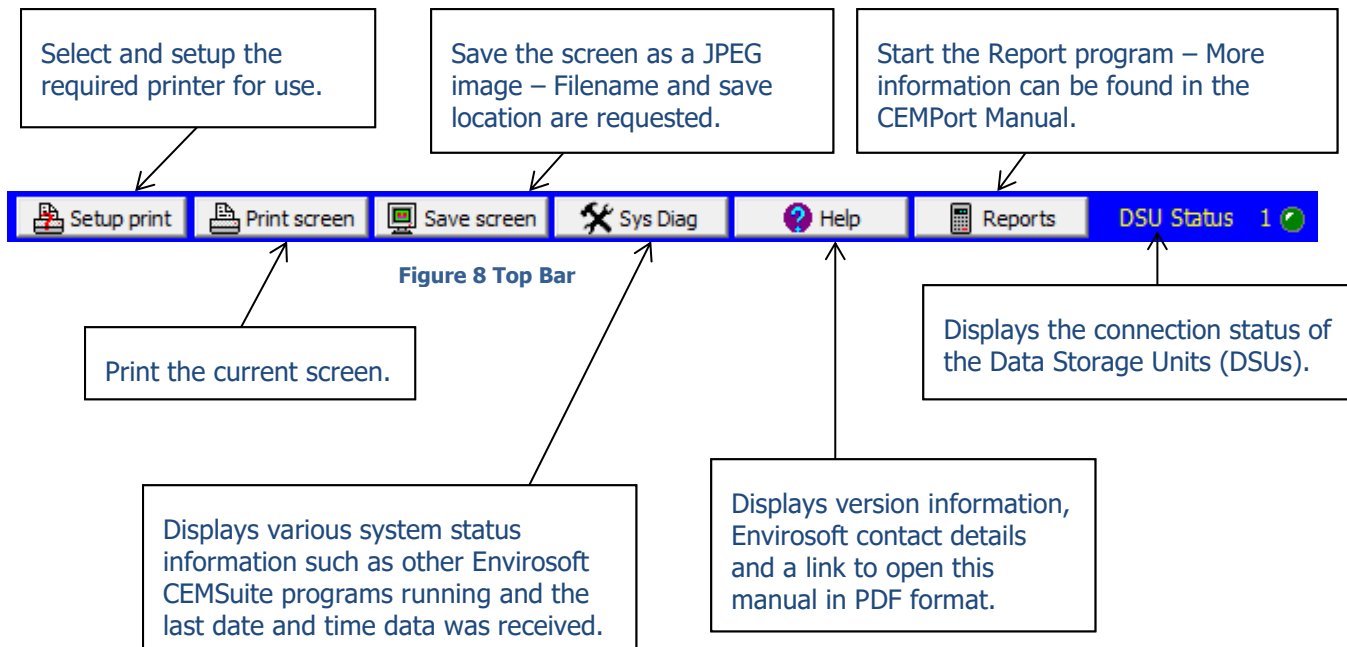 Select and setup the
required printer for use.
Save the screen as a JPEG
image – Filename and save
location are requested.
Start the Report program – More
information can be found in the
CEMPort Manual.
Setup print
Print screen
Save screen
Sys Diag
Help
Reports
DSU Status 1
Figure 8 Top Bar
Print the current screen.
Displays the connection status of
the Data Storage Units (DSUs).
Displays various system status
information such as other Envirosoft
CEMSuite programs running and the
last date and time data was received.
Displays version information,
Envirosoft contact details
and a link to open this
manual in PDF format.